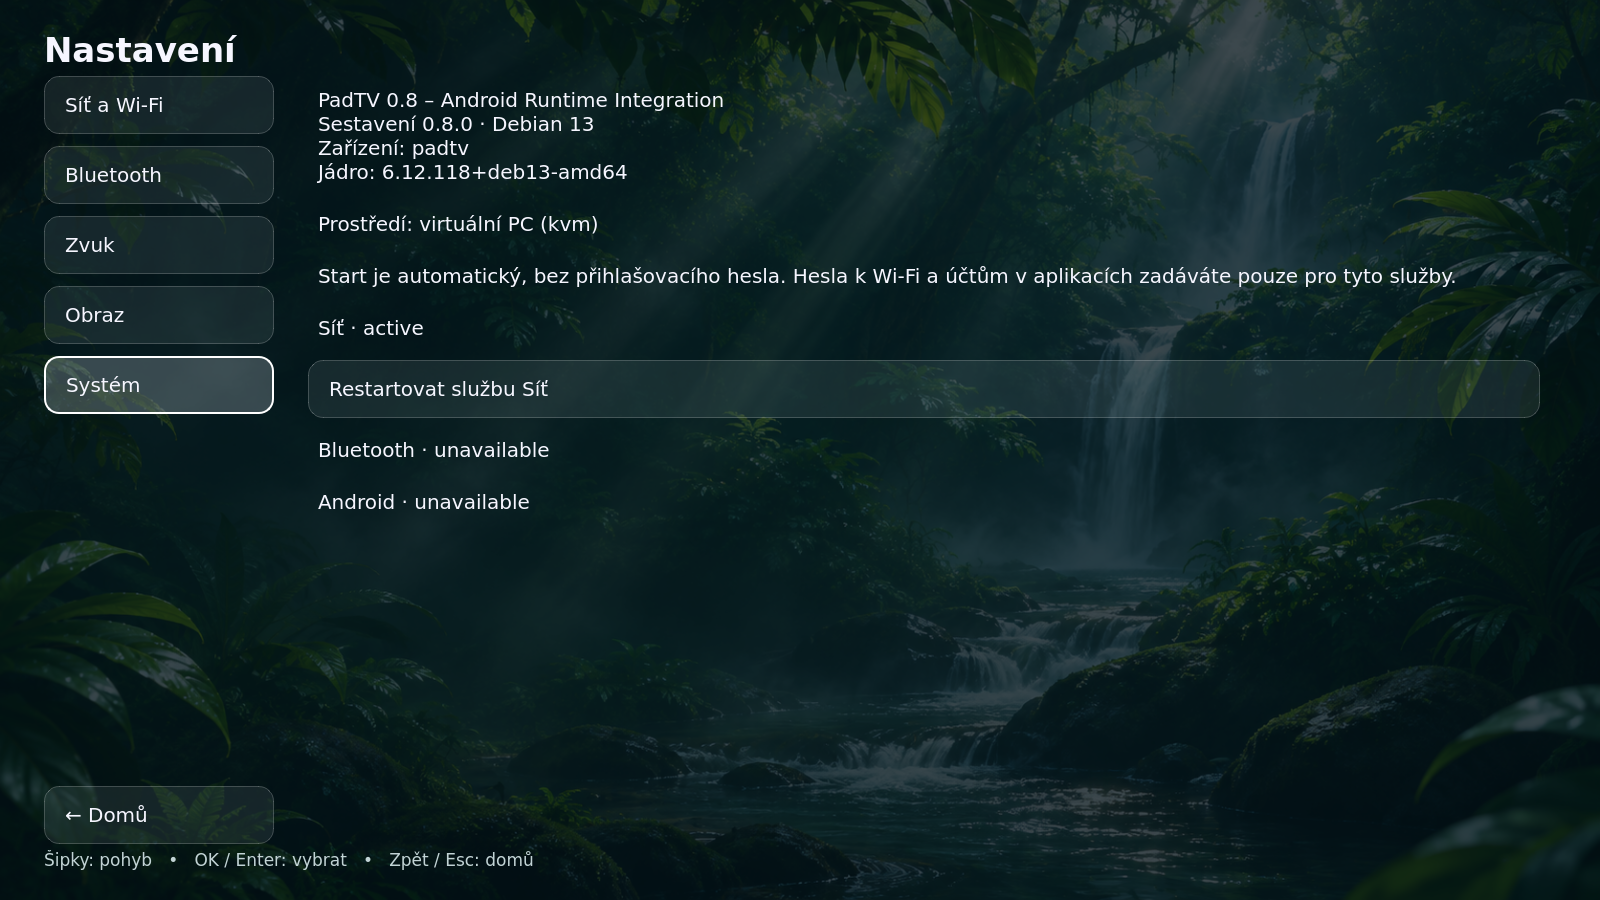 Nastavení
Síť a Wi-Fi
Bluetooth
Zvuk
Obraz
Systém
PadTV 0.8 – Android Runtime Integration
Sestavení 0.8.0 · Debian 13
Zařízení: padtv
Jádro: 6.12.118+deb13-amd64
Prostředí: virtuální PC (kvm)
Start je automatický, bez přihlašovacího hesla. Hesla k Wi-Fi a účtům v aplikacích zadáváte pouze pro tyto služby.
Síť · active
Restartovat službu Síť
Bluetooth · unavailable
Android · unavailable
← Domů
Šipky: pohyb • OK / Enter: vybrat • Zpět / Esc: domů